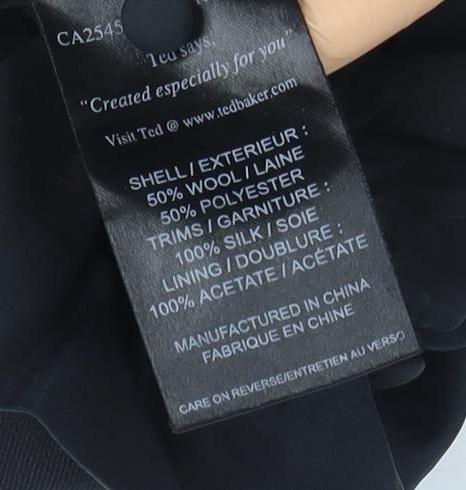 CA2545
Ted says,
"Created especially for you"
Visit Ted @ www.tedbaker.com
SHELL / EXTERIEUR :
50% WOOL / LAINE
50% POLYESTER
TRIMS / GARNITURE :
100% SILK / SOIE
LINING / DOUBLURE :
100% ACETATE / ACÉTATE
MANUFACTURED IN CHINA
FABRIQUE EN CHINE
CARE ON REVERSE/ENTRETIEN AU VERSO